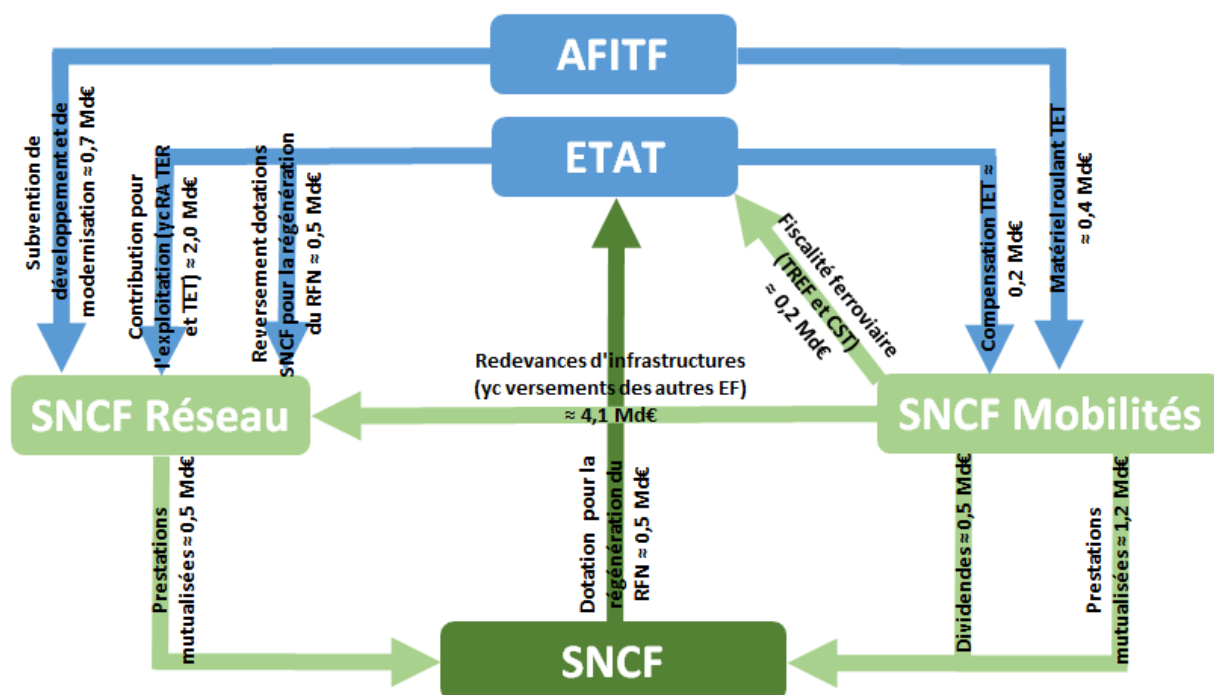 AFITF
ETAT
Subvention de
développement et de
modernisation ≈ 0,7 Md€
Contribution pour
l'exploitation (ycRA TER
et TET) ≈ 2,0 Md€
Reversement dotations
SNCF pour la régénération
du RFN ≈ 0,5 Md€
Fiscalité ferroviaire
(TREF et CST)
≈ 0,2 Md€
Compensation TET ≈
0,2 Md€
Matériel roulant TET
≈ 0,4 Md€
SNCF Réseau
Redevances d'infrastructures
(yc versements des autres EF)
≈ 4,1 Md€
SNCF Mobilités
Prestations
mutualisées ≈ 0,5 Md€
Dotation pour la
régénération du
RFN ≈ 0,5 Md€
Dividendes ≈ 0,5 Md€
Prestations
mutualisées ≈ 1,2 Md€
SNCF